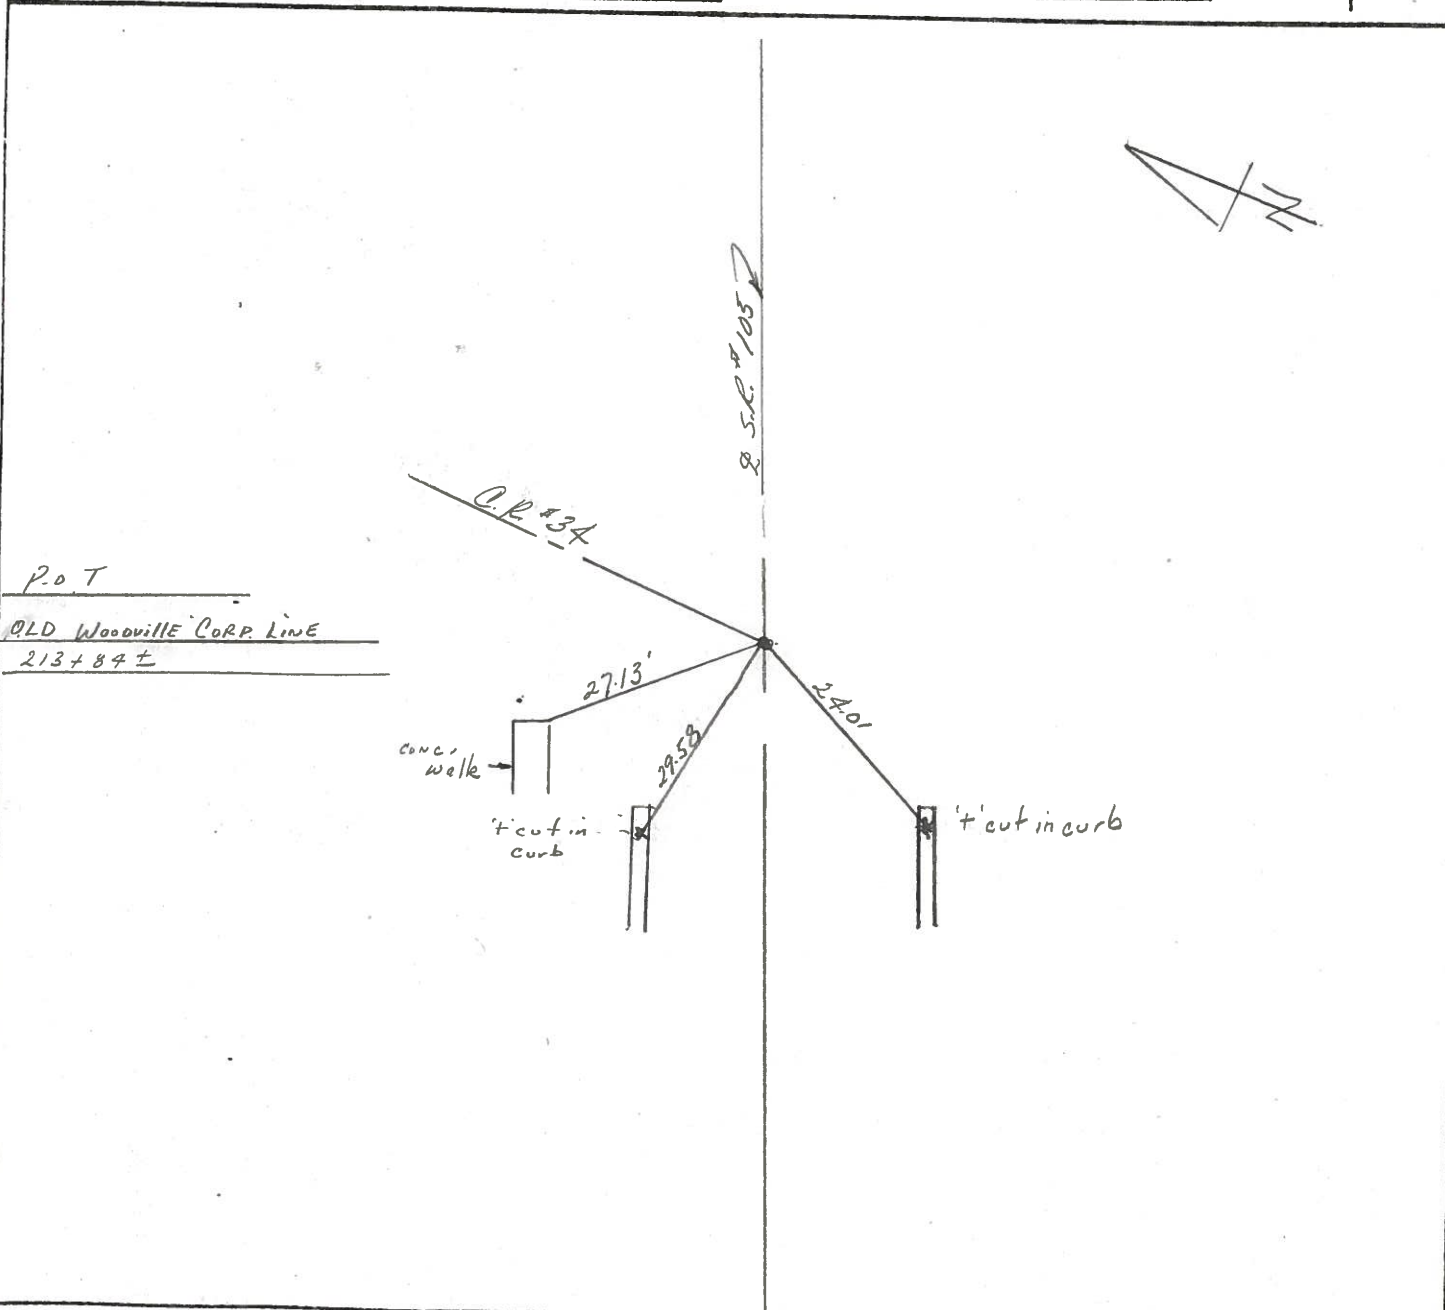 N
℄ S.R. #105
C.R. #34
P.O.T
OLD WOODVILLE CORP. LINE
213+84±
27.13'
24.01
29.58
conc.
walk
'+' cut in
curb
'+' cut in curb